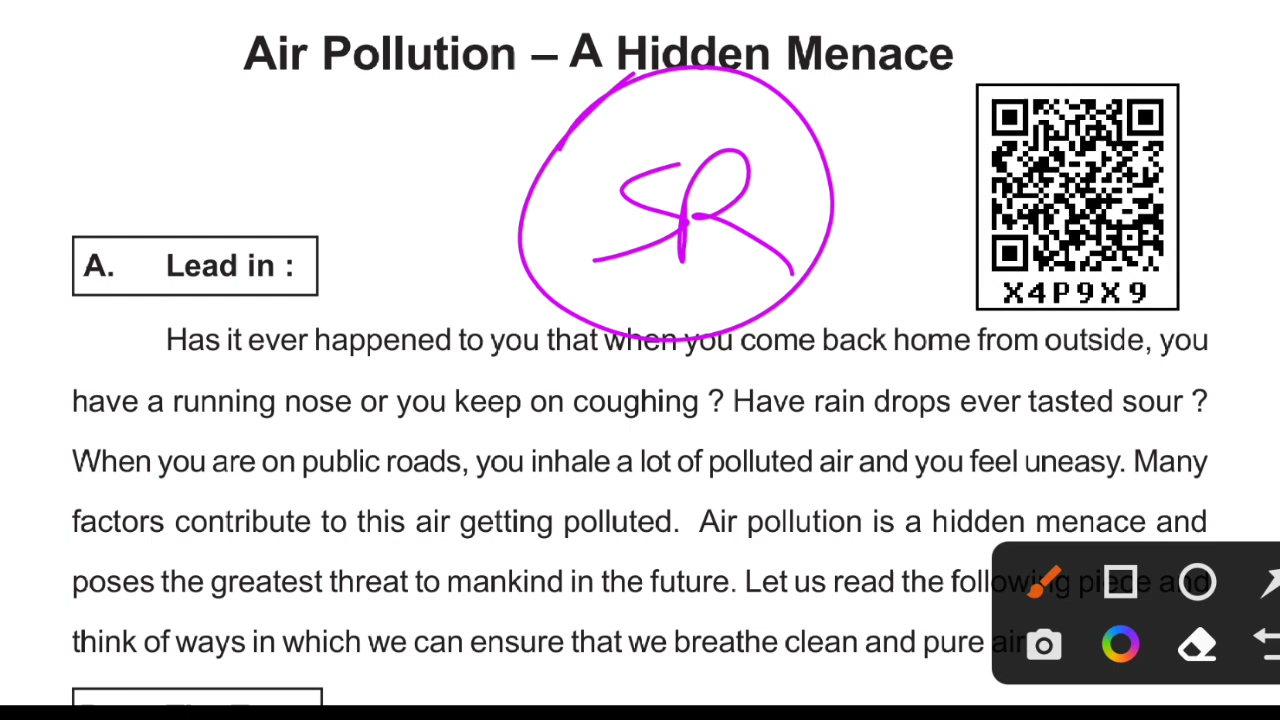 Air Pollution – A Hidden Menace
SR
X4P9X9
A. Lead in :
Has it ever happened to you that when you come back home from outside, you
have a running nose or you keep on coughing ? Have rain drops ever tasted sour ?
When you are on public roads, you inhale a lot of polluted air and you feel uneasy. Many
factors contribute to this air getting polluted. Air pollution is a hidden menace and
poses the greatest threat to mankind in the future. Let us read the following piece and
think of ways in which we can ensure that we breathe clean and pure air